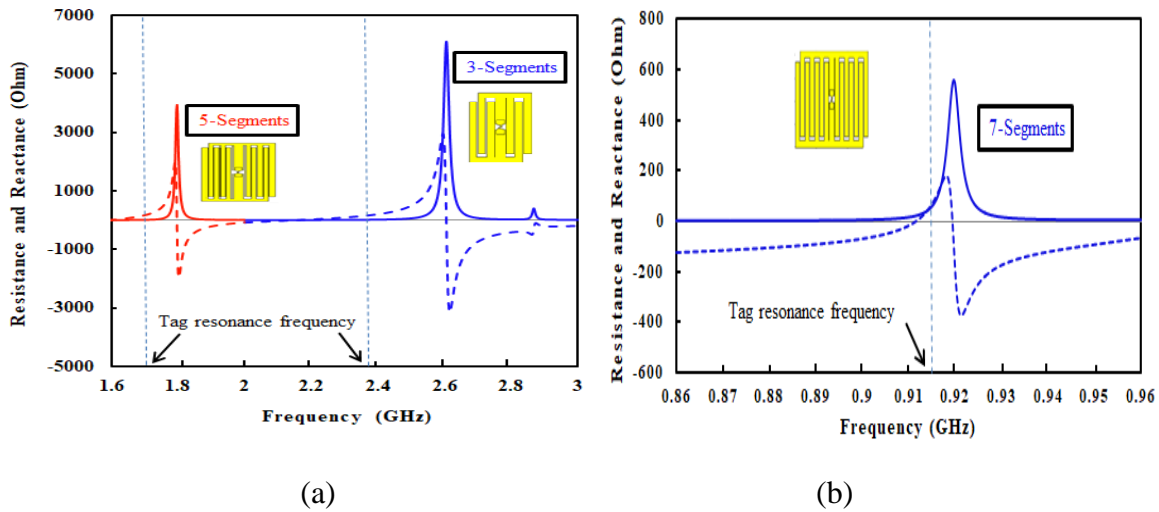 7000
5000
3000
1000
-1000
-3000
-5000
Resistance and Reactance (Ohm)
5-Segments
3-Segments
Tag resonance frequency
1.6 1.8 2 2.2 2.4 2.6 2.8 3
Frequency (GHz)
(a)
800
600
400
200
0
-200
-400
-600
Resistance and Reactance (Ohm)
7-Segments
Tag resonance frequency
0.86 0.87 0.88 0.89 0.9 0.91 0.92 0.93 0.94 0.95 0.96
Frequency (GHz)
(b)